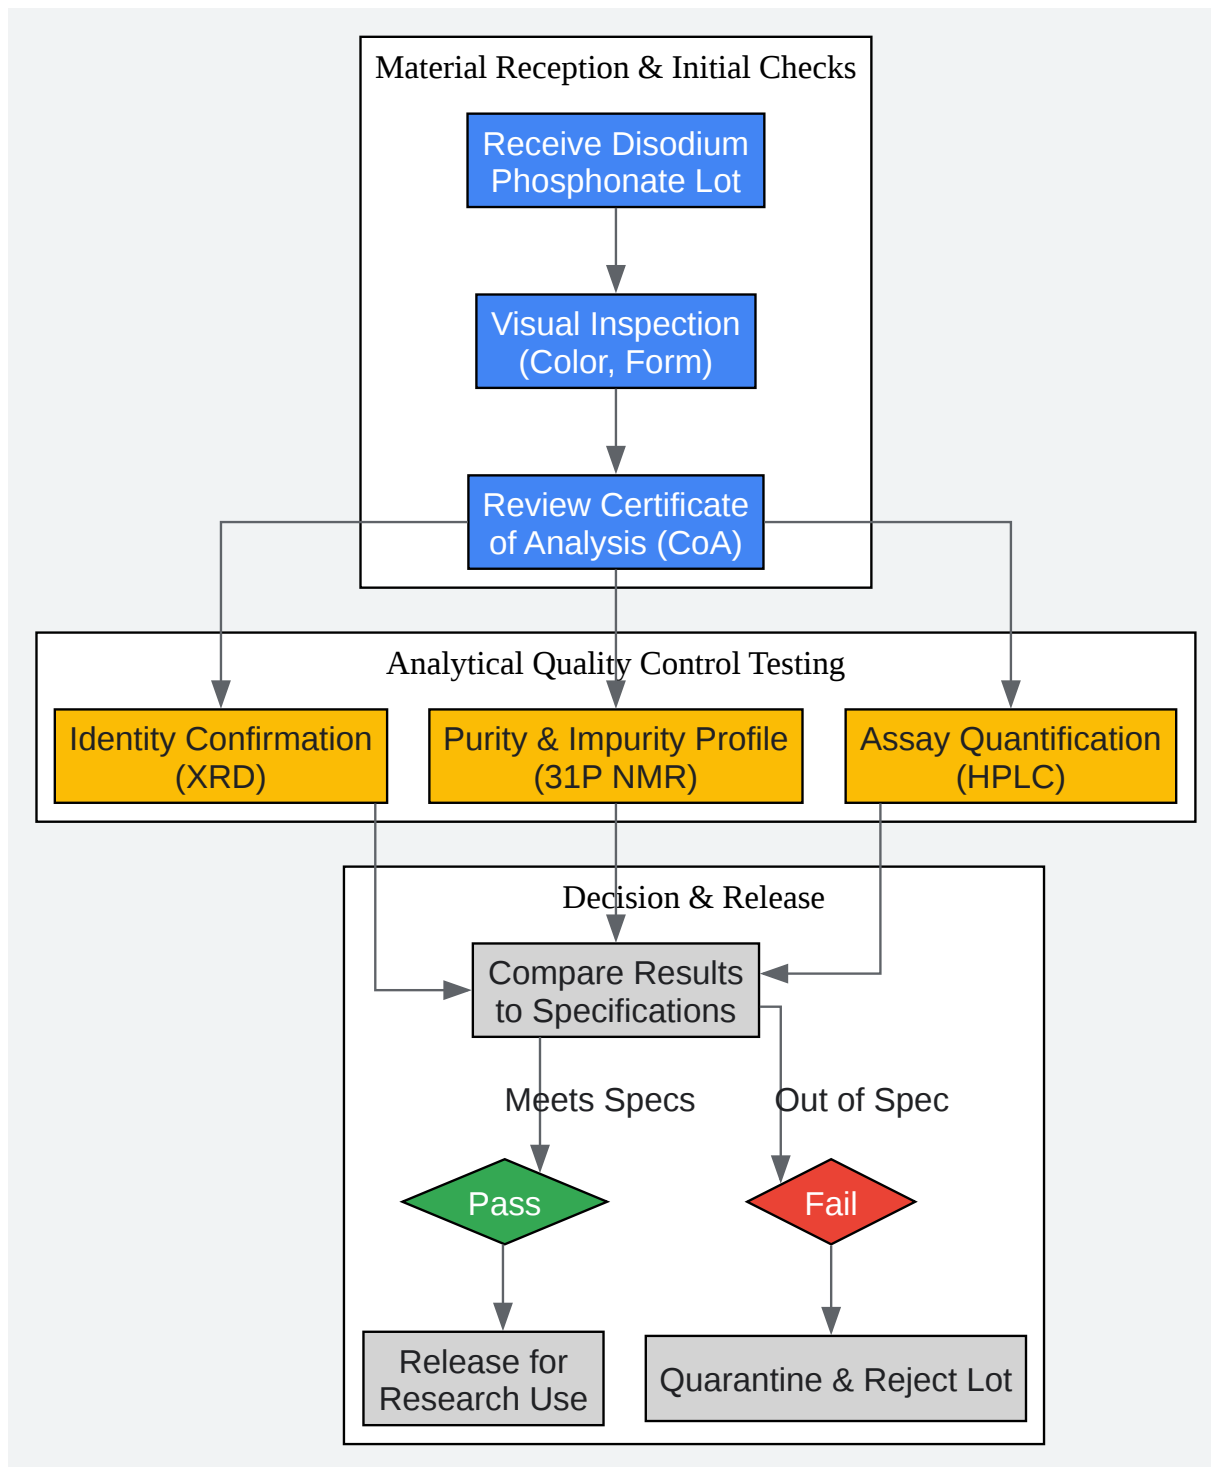 Material Reception & Initial Checks
Receive Disodium
Phosphonate Lot
Visual Inspection
(Color, Form)
Review Certificate
of Analysis (CoA)
Analytical Quality Control Testing
Identity Confirmation
(XRD)
Purity & Impurity Profile
(31P NMR)
Assay Quantification
(HPLC)
Decision & Release
Compare Results
to Specifications
Meets Specs
Out of Spec
Pass
Fail
Release for
Research Use
Quarantine & Reject Lot